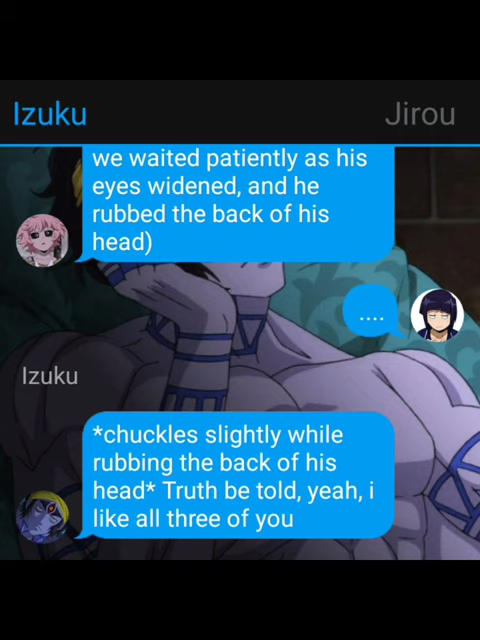 Izuku
Jirou
we waited patiently as his
eyes widened, and he
rubbed the back of his
head)
....
Izuku
*chuckles slightly while
rubbing the back of his
head* Truth be told, yeah, i
like all three of you